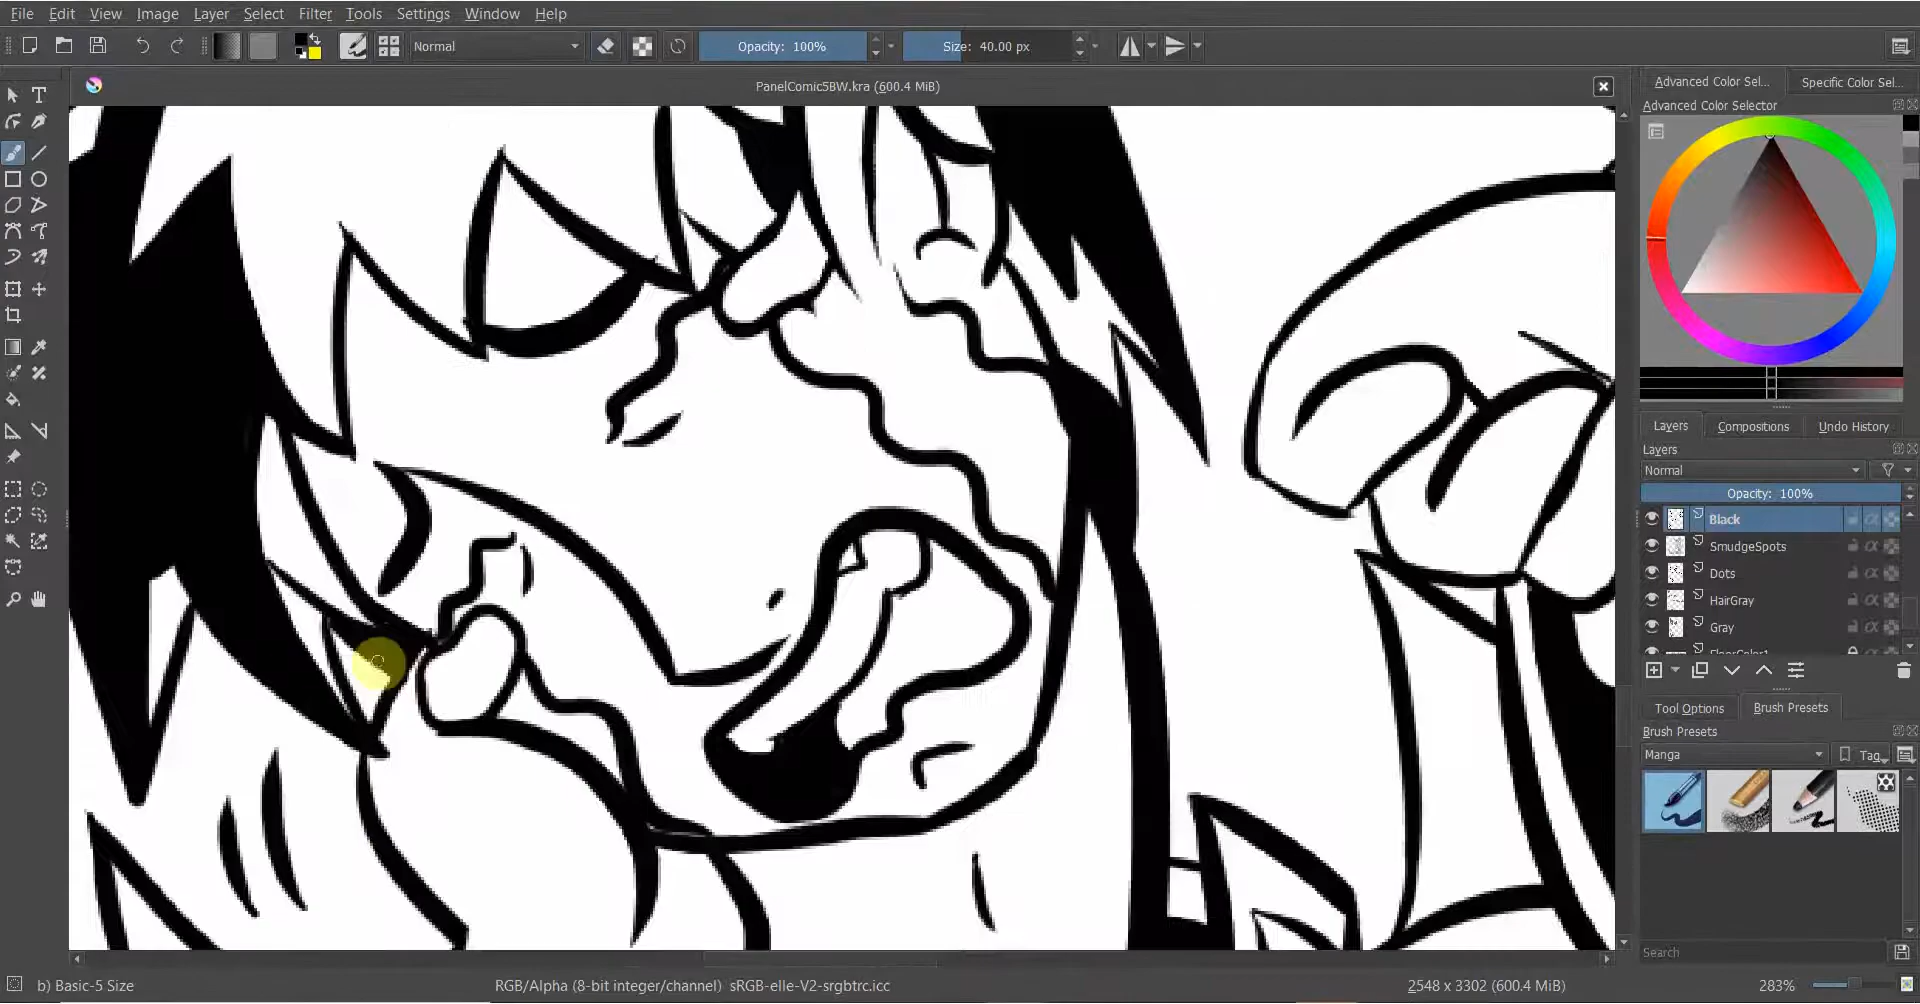 File Edit View Image Layer Select Filter Tools Settings Window Help
Normal Opacity: 100% Size: 40.00 px
PanelComic5BW.kra (600.4 MiB)
Advanced Color Sel... Specific Color Sel...
Advanced Color Selector
Layers Compositions Undo History
Layers
Normal
Opacity: 100%
Black
SmudgeSpots
Dots
HairGray
Gray
FloorColor1
Tool Options Brush Presets
Brush Presets
Manga Tag
Search
b) Basic-5 Size RGB/Alpha (8-bit integer/channel) sRGB-elle-V2-srgbtrc.icc 2548 x 3302 (600.4 MiB) 283%